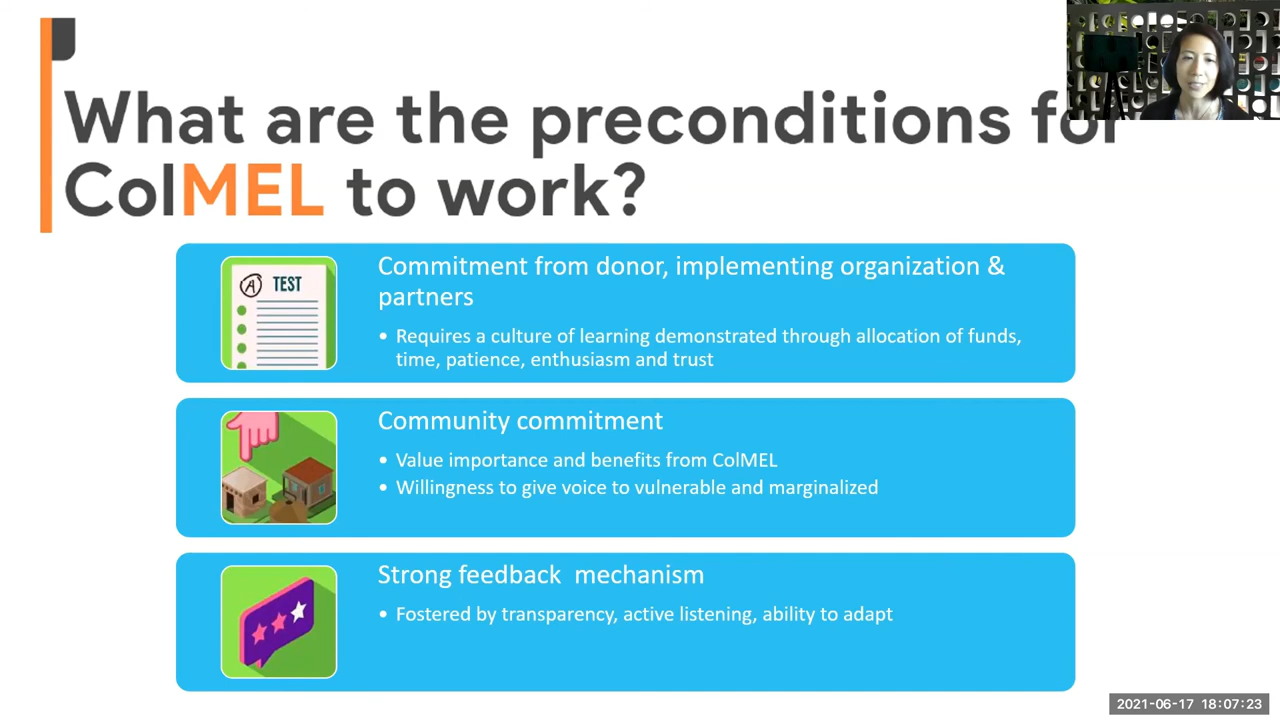 What are the preconditions for
ColMEL to work?
TEST
A
Commitment from donor, implementing organization &
partners
• Requires a culture of learning demonstrated through allocation of funds,
time, patience, enthusiasm and trust
Community commitment
• Value importance and benefits from ColMEL
• Willingness to give voice to vulnerable and marginalized
Strong feedback mechanism
• Fostered by transparency, active listening, ability to adapt
2021-06-17 18:07:23